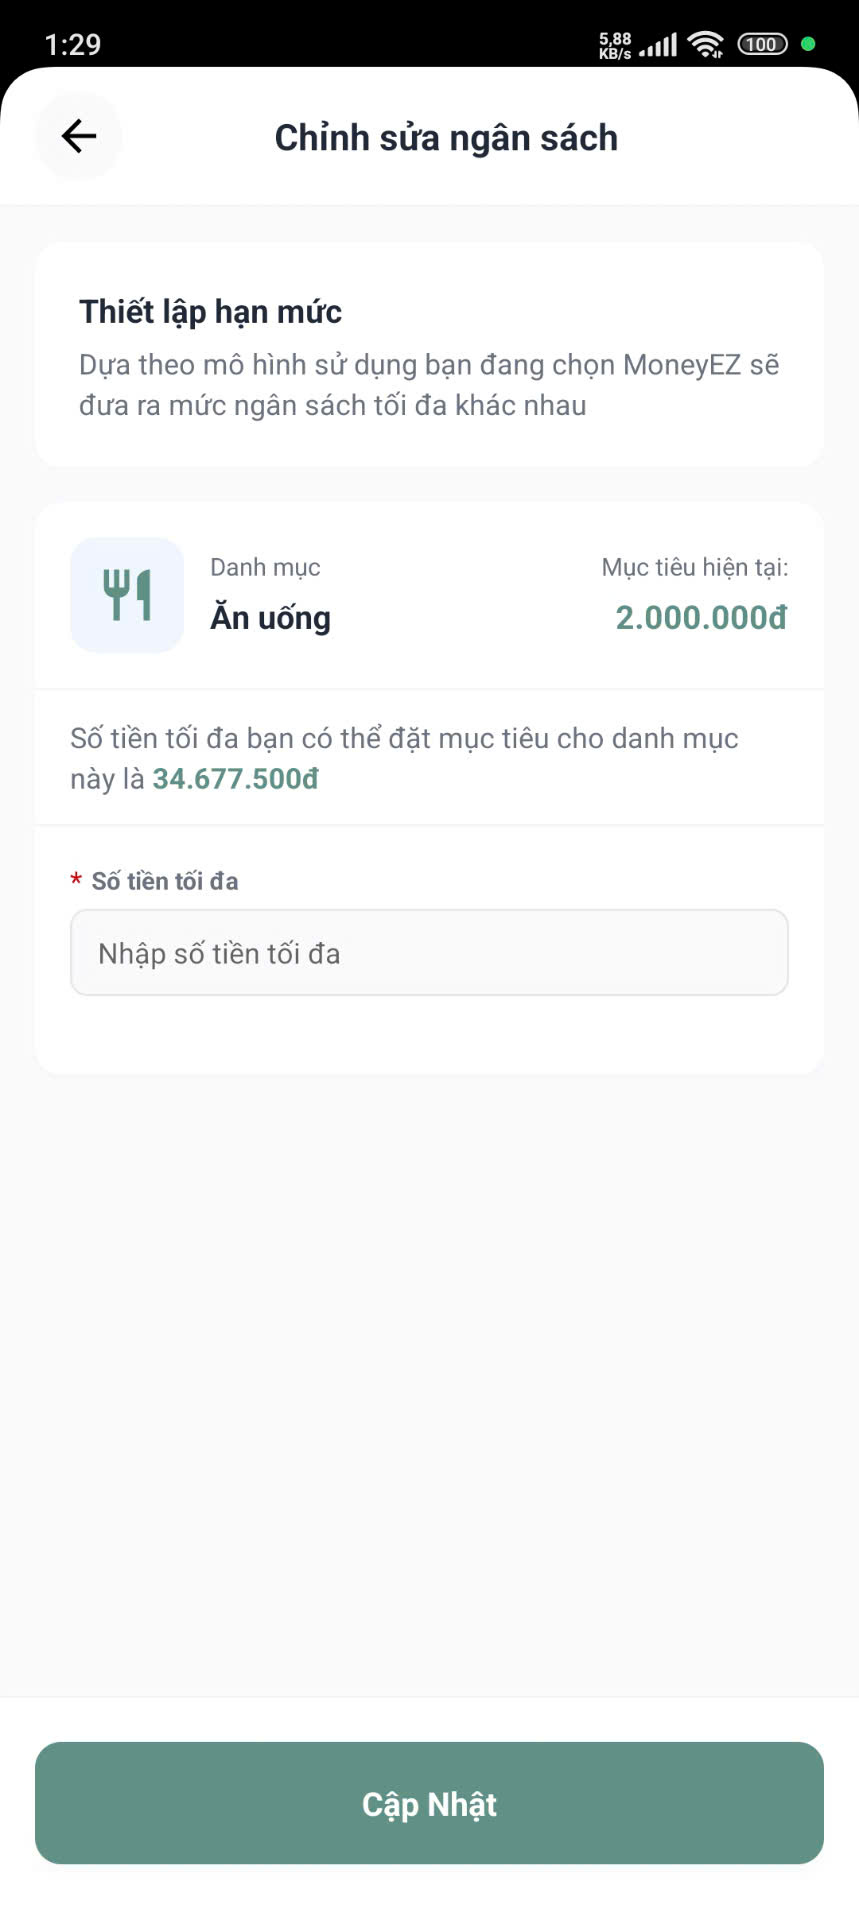 1:29
5,88
KB/s
100
Chỉnh sửa ngân sách
Thiết lập hạn mức
Dựa theo mô hình sử dụng bạn đang chọn MoneyEZ sẽ
đưa ra mức ngân sách tối đa khác nhau
Danh mục
Ăn uống
Mục tiêu hiện tại:
2.000.000đ
Số tiền tối đa bạn có thể đặt mục tiêu cho danh mục
này là 34.677.500đ
* Số tiền tối đa
Nhập số tiền tối đa
Cập Nhật